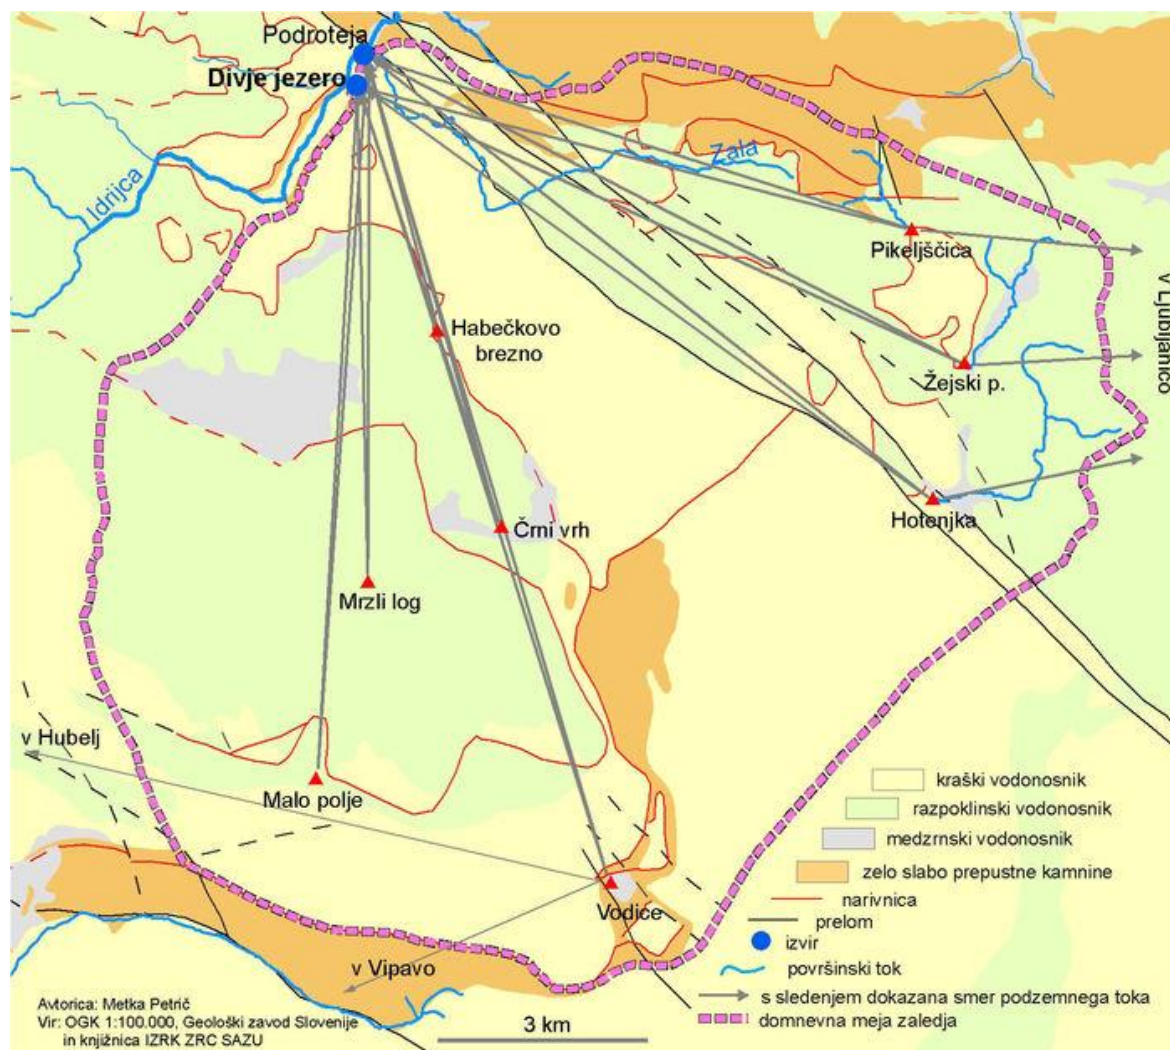 Podroteja
Divje jezero
Idrijca
Zala
Pikeljščica
v Ljubljanico
Habečkovo
brezno
Žejski p.
Hotenjka
Črni vrh
Mrzli log
v Hubelj
Malo polje
Vodice
v Vipavo
kraški vodonosnik
razpoklinski vodonosnik
medzrnski vodonosnik
zelo slabo prepustne kamnine
narivnica
prelom
izvir
površinski tok
s sledenjem dokazana smer podzemnega toka
domnevna meja zaledja
Avtorica: Metka Petrič
Vir: OGK 1:100.000, Geološki zavod Slovenije
in knjižnica IZRK ZRC SAZU
3 km